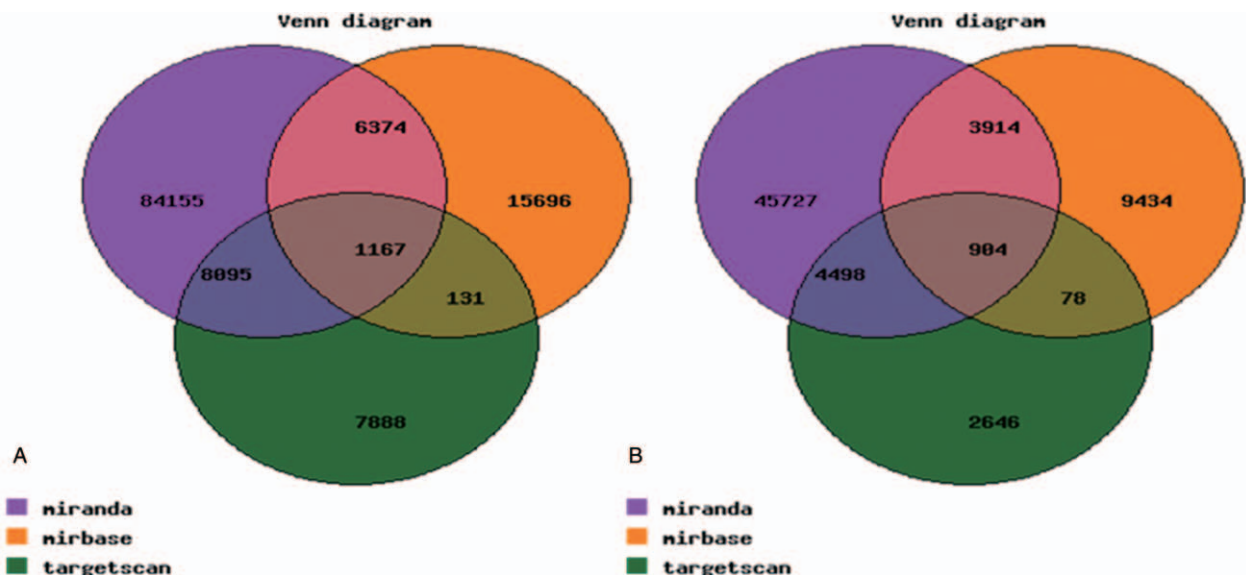 Venn diagram
6374
84155
15696
1167
8095
131
7888
A
miranda
mirbase
targetscan
Venn diagram
3914
45727
9434
904
4498
78
2646
B
miranda
mirbase
targetscan